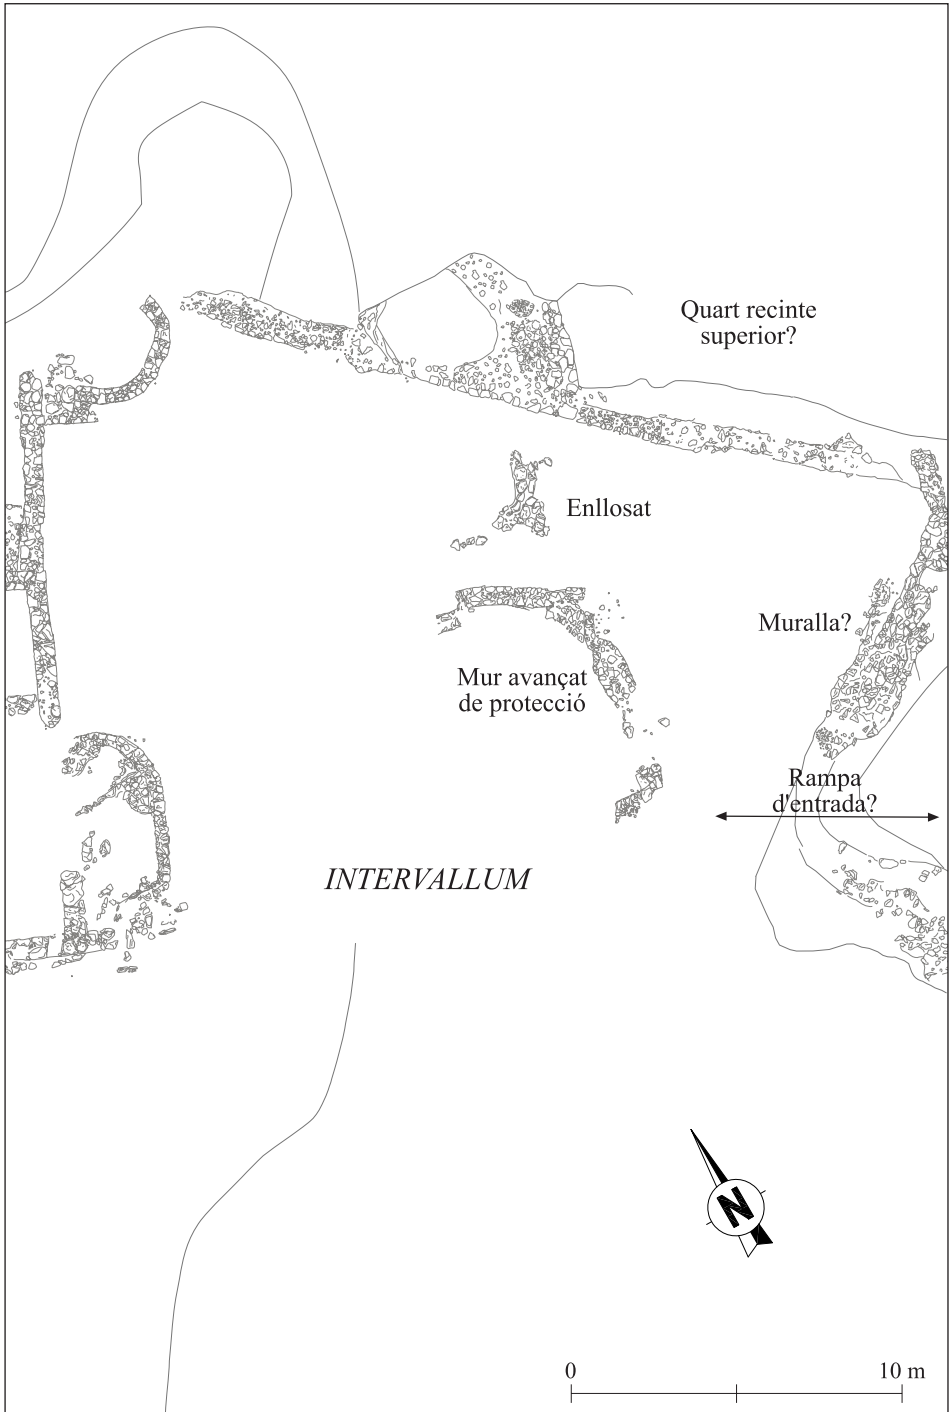 Quart recinte
superior?
Enllosat
Muralla?
Mur avançat
de protecció
Rampa
d'entrada?
INTERVALLUM
N
0 10 m